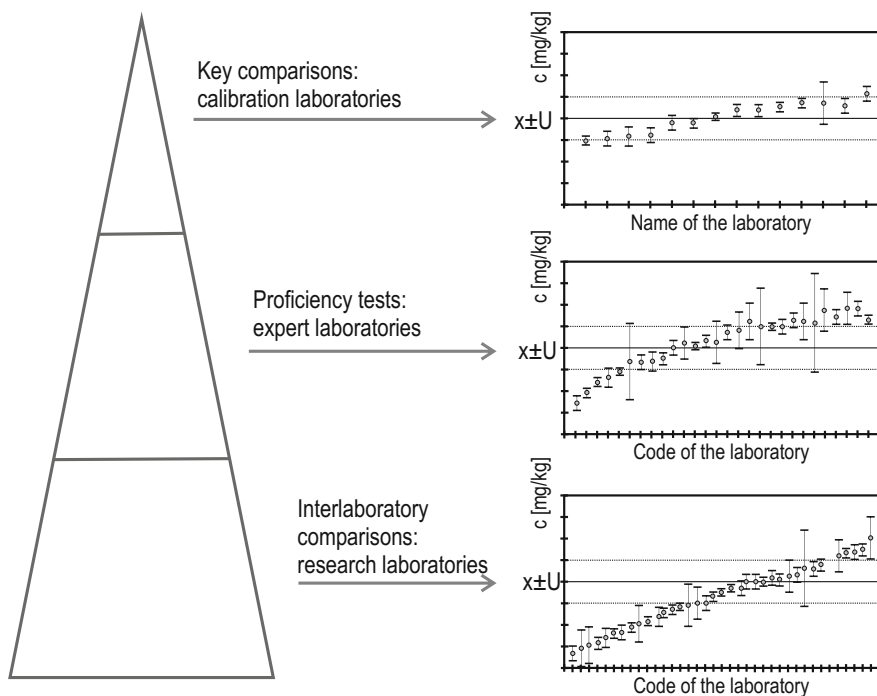 Key comparisons:
calibration laboratories
c [mg/kg]
x±U
Name of the laboratory
Proficiency tests:
expert laboratories
c [mg/kg]
x±U
Code of the laboratory
Interlaboratory
comparisons:
research laboratories
c [mg/kg]
x±U
Code of the laboratory